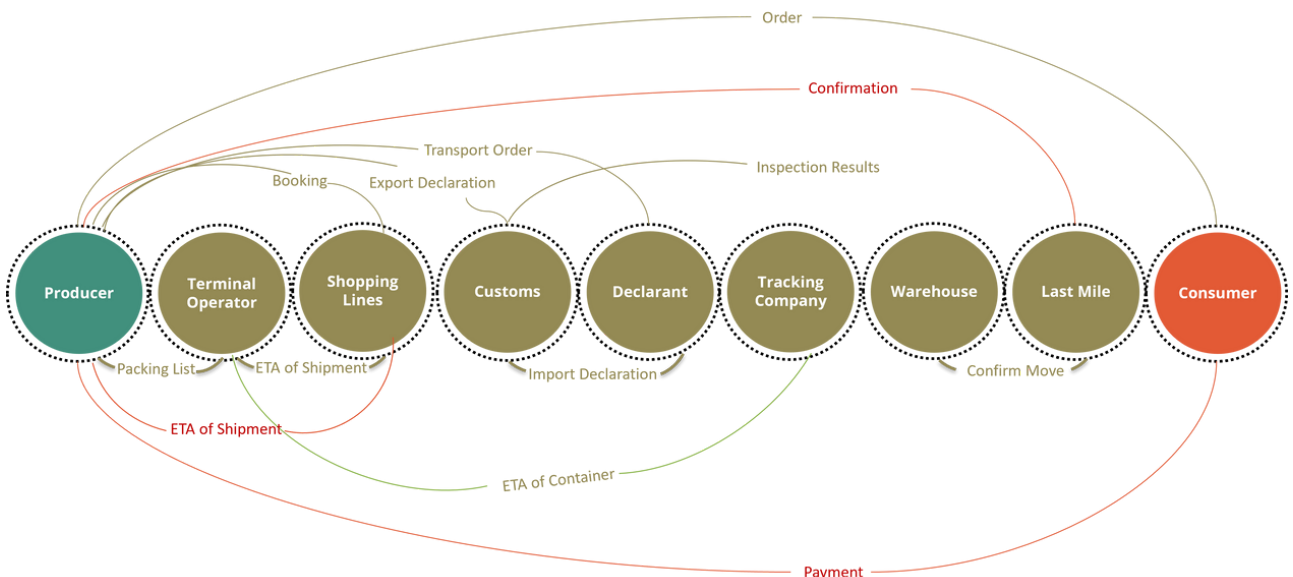 Order
Confirmation
Transport Order
Inspection Results
Booking
Export Declaration
Producer
Terminal
Operator
Shopping
Lines
Customs
Declarant
Tracking
Company
Warehouse
Last Mile
Consumer
Packing List
ETA of Shipment
Import Declaration
Confirm Move
ETA of Shipment
ETA of Container
Payment